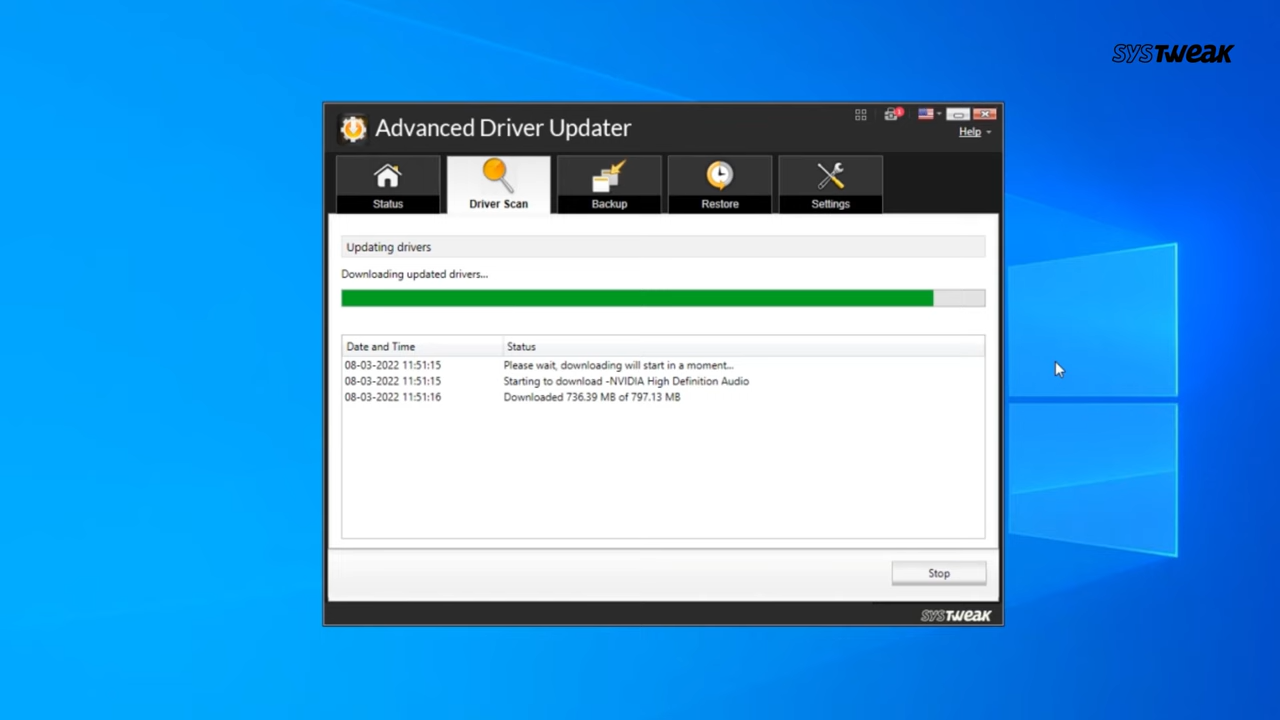 SYSTWEAK
Advanced Driver Updater
Help
Status
Driver Scan
Backup
Restore
Settings
Updating drivers
Downloading updated drivers...
Date and Time Status
08-03-2022 11:51:15 Please wait, downloading will start in a moment...
08-03-2022 11:51:15 Starting to download -NVIDIA High Definition Audio
08-03-2022 11:51:16 Downloaded 736.39 MB of 797.13 MB
Stop
SYSTWEAK